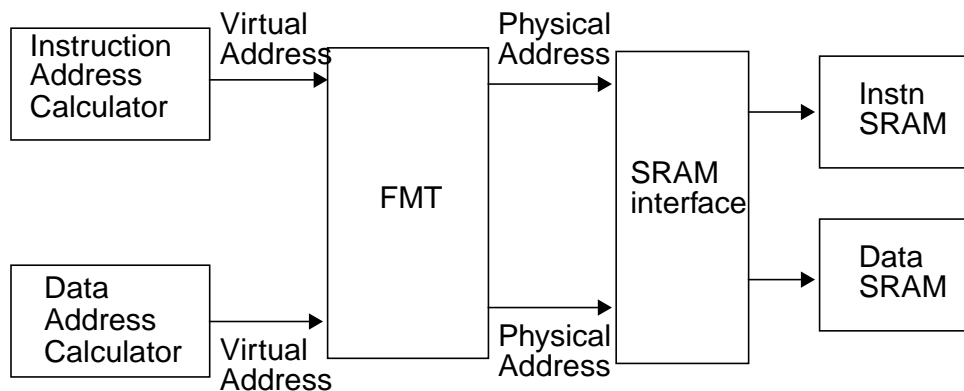 Instruction
Address
Calculator
Virtual
Address
FMT
Physical
Address
SRAM
interface
Instn
SRAM
Data
Address
Calculator
Virtual
Address
Physical
Address
Data
SRAM